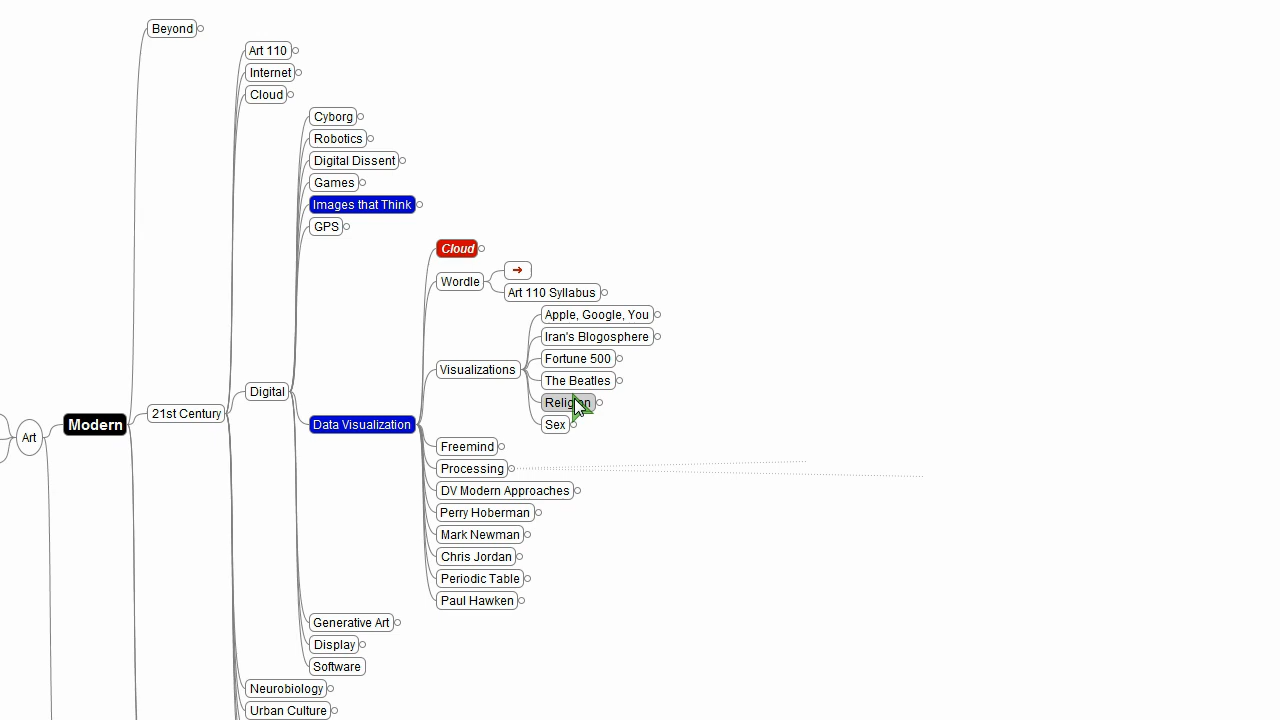 Beyond
Art 110
Internet
Cloud
Cyborg
Robotics
Digital Dissent
Games
Images that Think
GPS
Cloud
Wordle
Art 110 Syllabus
Apple, Google, You
Iran's Blogosphere
Fortune 500
The Beatles
Visualizations
Religion
Sex
Digital
21st Century
Modern
Art
Data Visualization
Freemind
Processing
DV Modern Approaches
Perry Hoberman
Mark Newman
Chris Jordan
Periodic Table
Paul Hawken
Generative Art
Display
Software
Neurobiology
Urban Culture